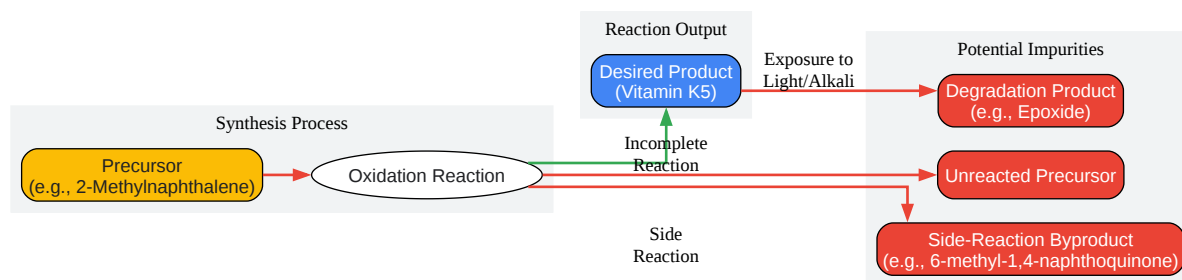 Reaction Output
Desired Product
(Vitamin K5)
Exposure to
Light/Alkali
Potential Impurities
Degradation Product
(e.g., Epoxide)
Synthesis Process
Precursor
(e.g., 2-Methylnaphthalene)
Oxidation Reaction
Incomplete
Reaction
Unreacted Precursor
Side
Reaction
Side-Reaction Byproduct
(e.g., 6-methyl-1,4-naphthoquinone)